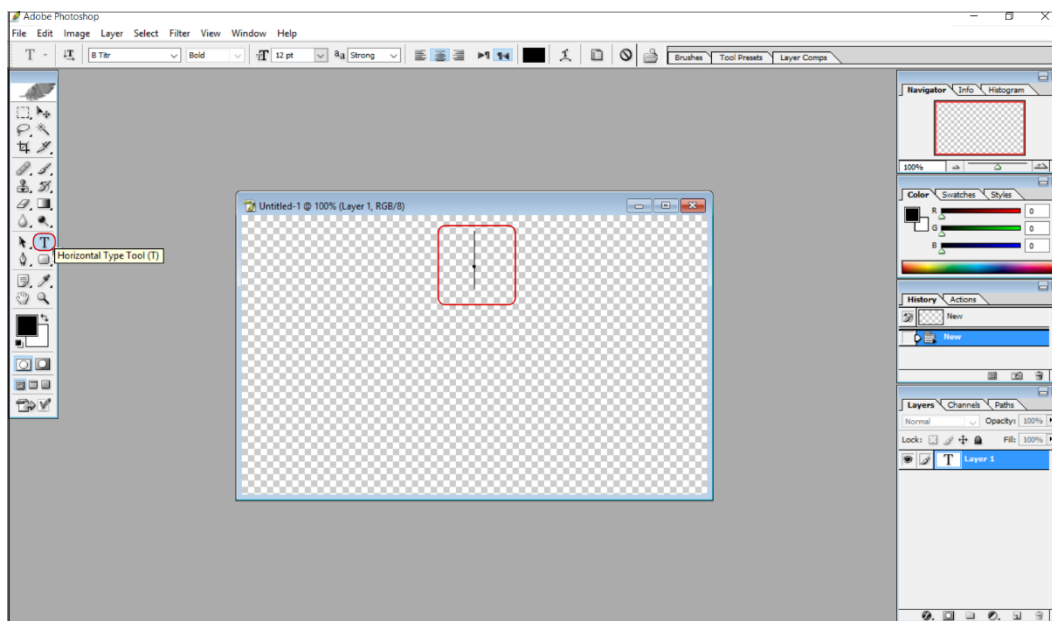 Adobe Photoshop
File Edit Image Layer Select Filter View Window Help
T B Titr Bold T 12 pt aa Strong Brushes Tool Presets Layer Comps
Navigator Info Histogram
100%
Color Swatches Styles
R 0
G 0
B 0
Untitled-1 @ 100% (Layer 1, RGB/8)
T
Horizontal Type Tool (T)
History Actions
New
New
Layers Channels Paths
Normal Opacity: 100%
Lock: Fill: 100%
T Layer 1